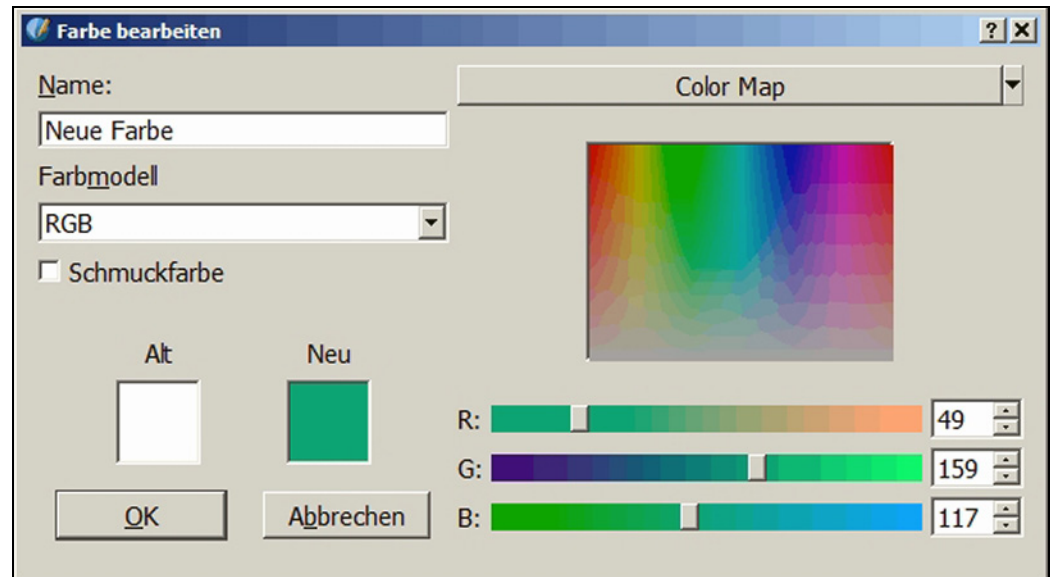 Farbe bearbeiten
Name:
Neue Farbe
Farbmodell
RGB
Schmuckfarbe
Alt
Neu
OK
Abbrechen
Color Map
R: 49
G: 159
B: 117